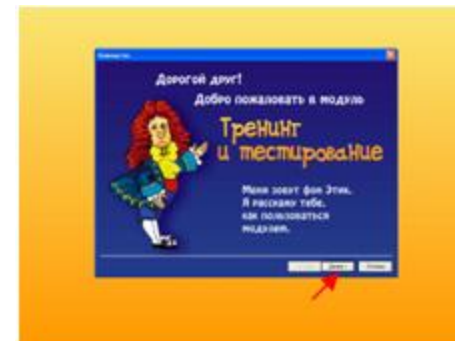 Дорогой друг!
Добро пожаловать в модуль
Тренинг
и тестирование
Меня зовут фон Этик.
Я расскажу тебе,
как пользоваться
модулем.